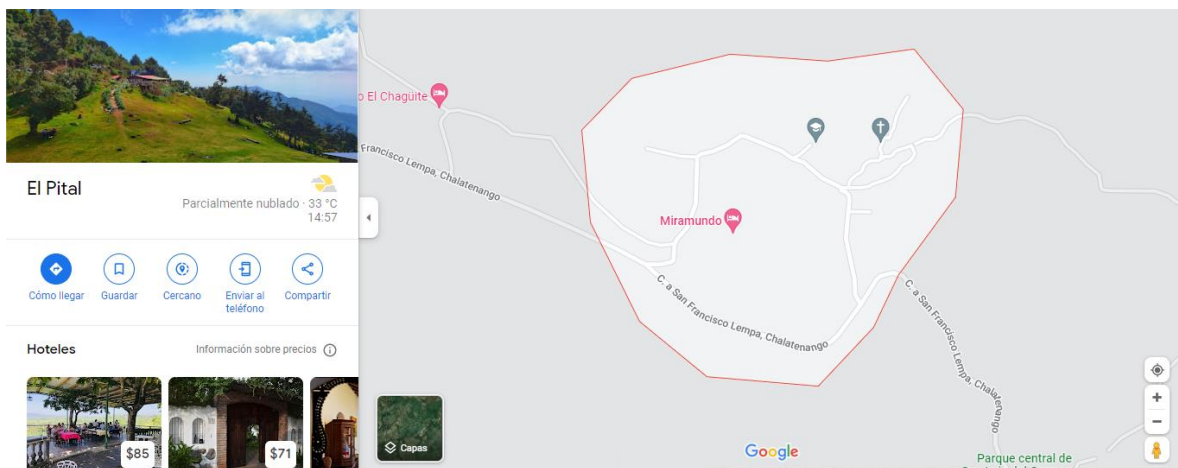 El Pital
Parcialmente nublado · 33 °C
14:57
Cómo llegar
Guardar
Cercano
Enviar al
teléfono
Compartir
Hoteles
Información sobre precios
$85
$71
o El Chagüite
Francisco Lempa, Chalatenango
Miramundo
C. a San Francisco Lempa, Chalatenango
C. a San Francisco Lempa, Chalatenango
Capas
Google
Parque central de